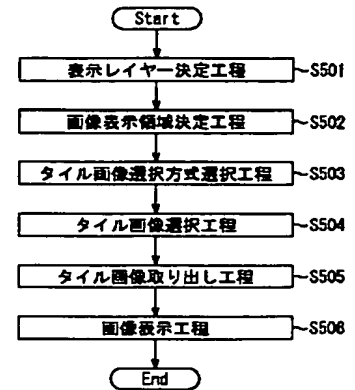 Start
表示レイヤー決定工程 S501
画像表示領域決定工程 S502
タイル画像選択方式選択工程 S503
タイル画像選択工程 S504
タイル画像取り出し工程 S505
画像表示工程 S506
End